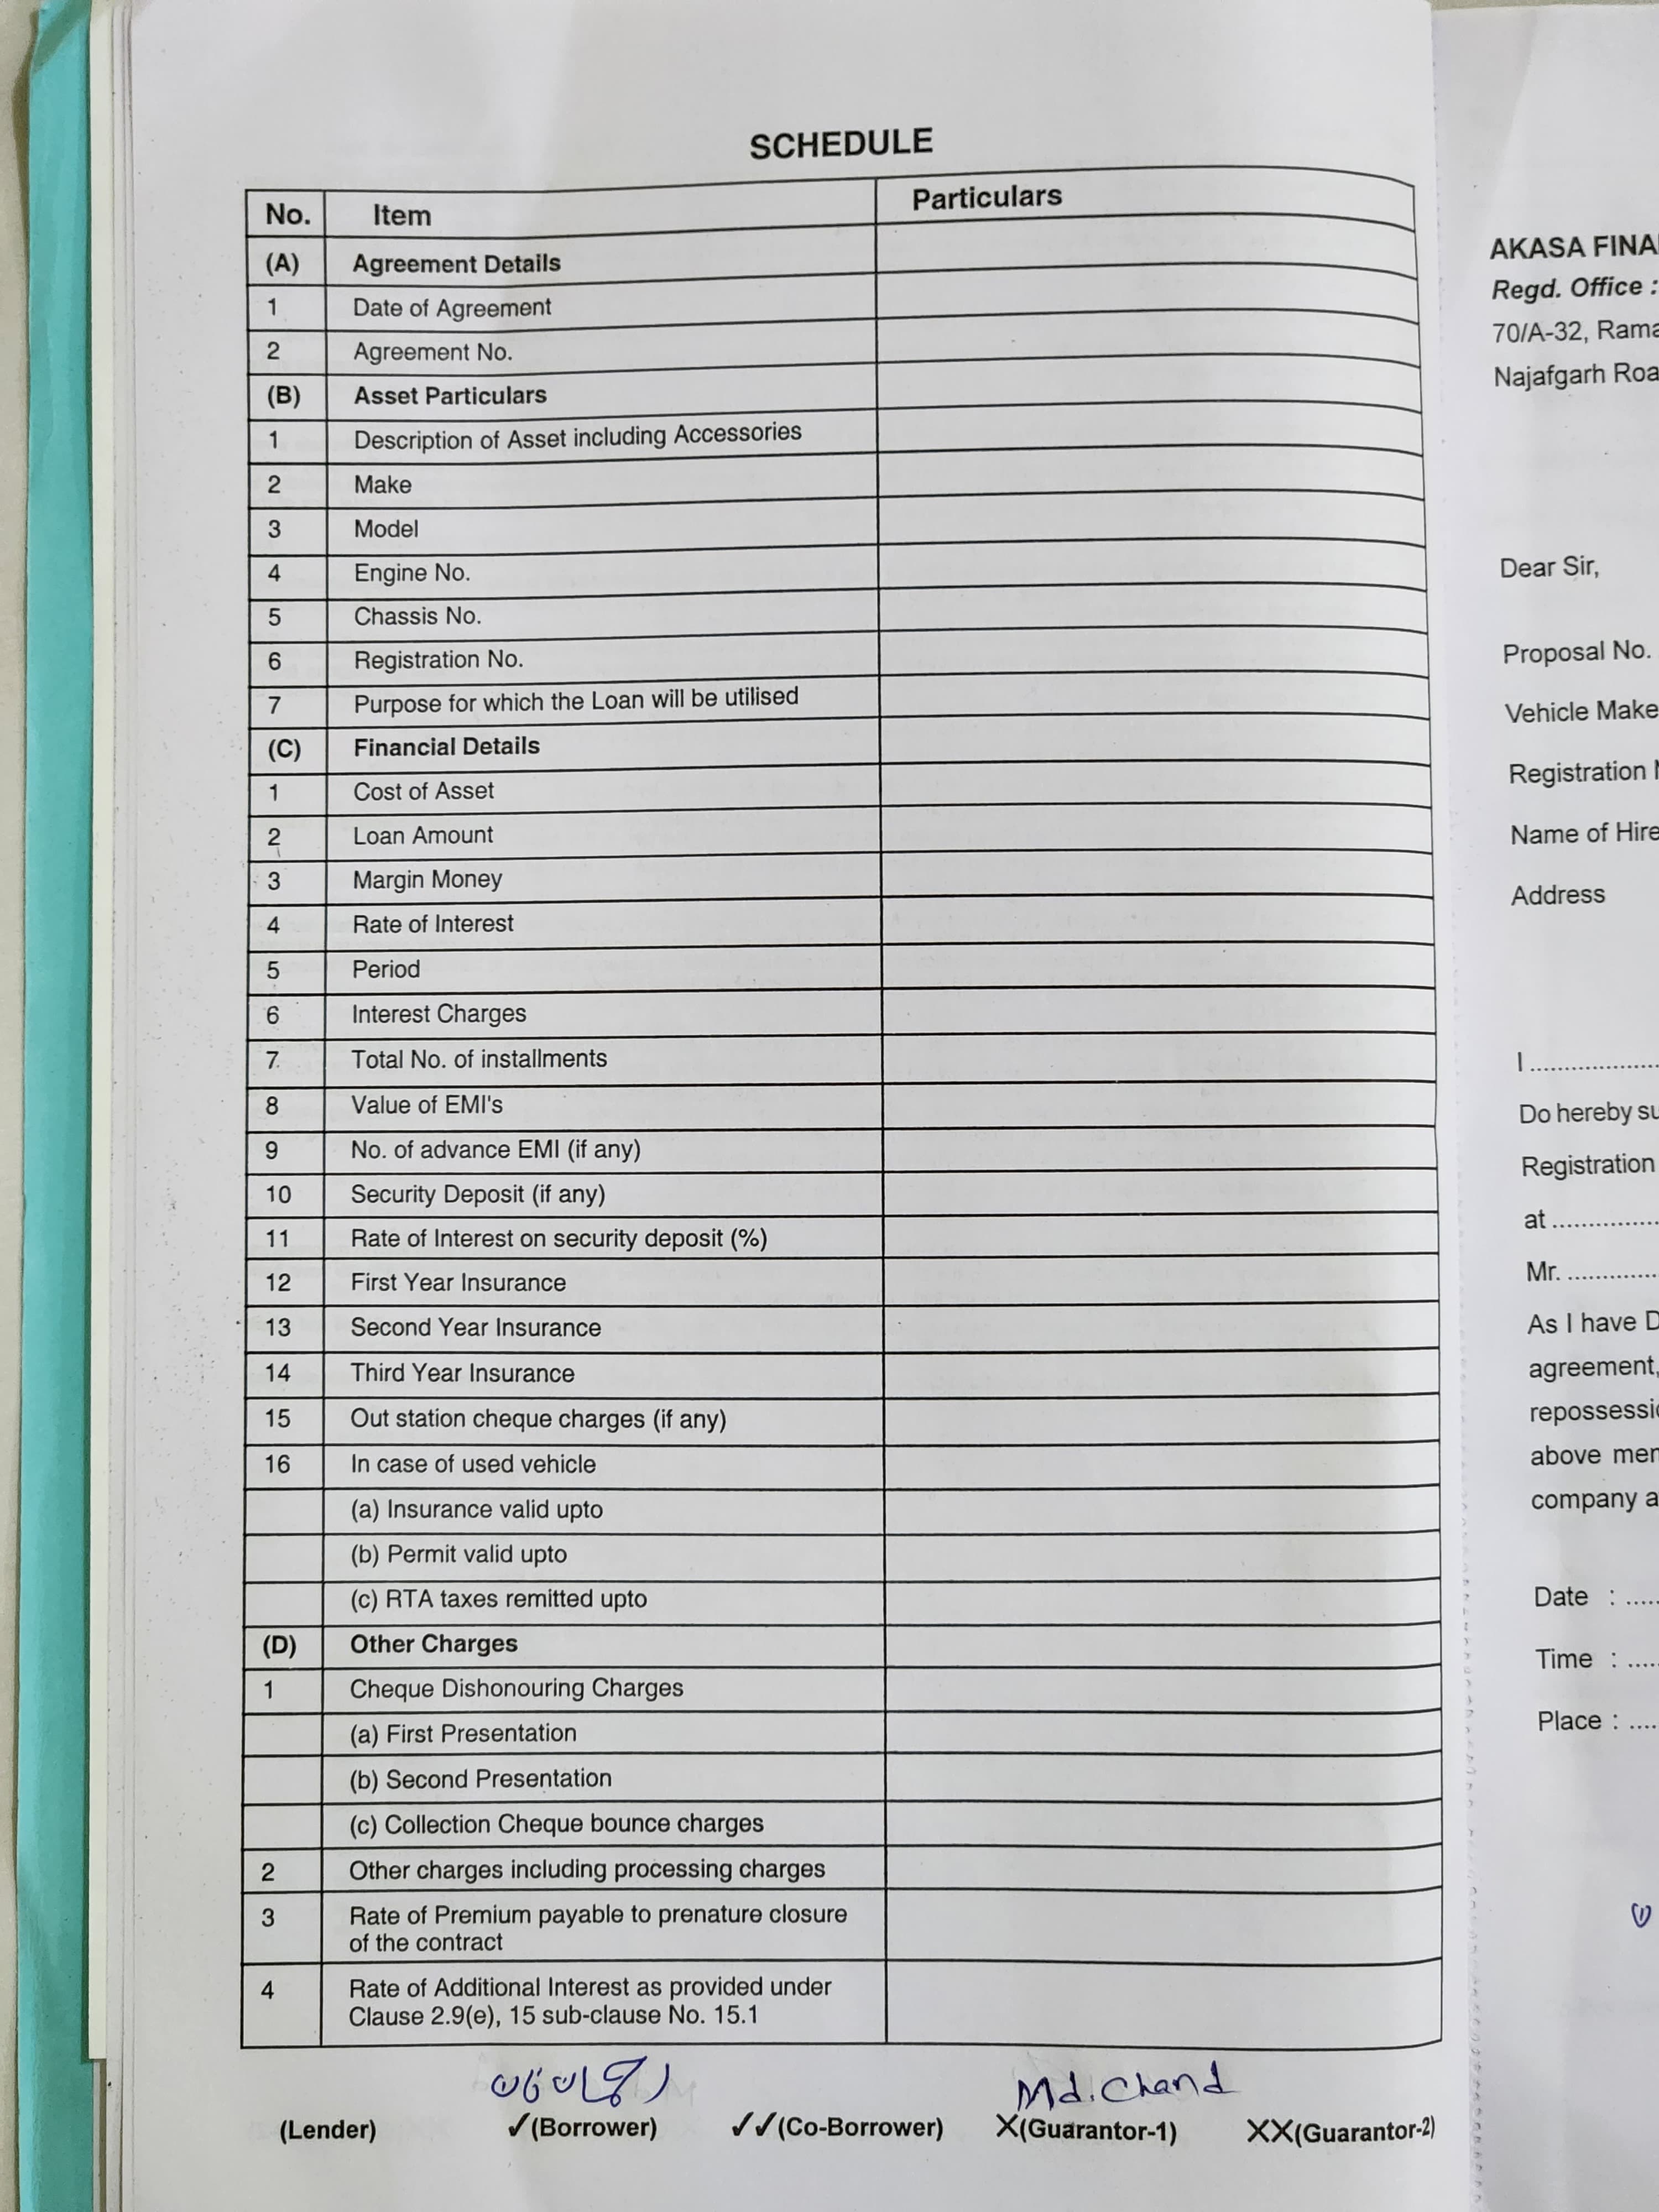 SCHEDULE
No. Item Particulars
(A) Agreement Details
1 Date of Agreement
2 Agreement No.
(B) Asset Particulars
1 Description of Asset including Accessories
2 Make
3 Model
4 Engine No.
5 Chassis No.
6 Registration No.
7 Purpose for which the Loan will be utilised
(C) Financial Details
1 Cost of Asset
2 Loan Amount
3 Margin Money
4 Rate of Interest
5 Period
6 Interest Charges
7 Total No. of installments
8 Value of EMI's
9 No. of advance EMI (if any)
10 Security Deposit (if any)
11 Rate of Interest on security deposit (%)
12 First Year Insurance
13 Second Year Insurance
14 Third Year Insurance
15 Out station cheque charges (if any)
16 In case of used vehicle
(a) Insurance valid upto
(b) Permit valid upto
(c) RTA taxes remitted upto
(D) Other Charges
1 Cheque Dishonouring Charges
(a) First Presentation
(b) Second Presentation
(c) Collection Cheque bounce charges
2 Other charges including processing charges
3 Rate of Premium payable to prenature closure
of the contract
4 Rate of Additional Interest as provided under
Clause 2.9(e), 15 sub-clause No. 15.1
Md. Chand
(Lender) ✓(Borrower) ✓✓(Co-Borrower) X(Guarantor-1) XX(Guarantor-2)
AKASA
Regd. Office :
70/A-32,
Najafgarh
Dear Sir,
Proposal No.
Vehicle Make
Registration
Name of
Address
I ....................
Do hereby
Registration
at ................
Mr. ..............
As I have
agreement,
above
company
Date : .....
Time : .....
Place : ....